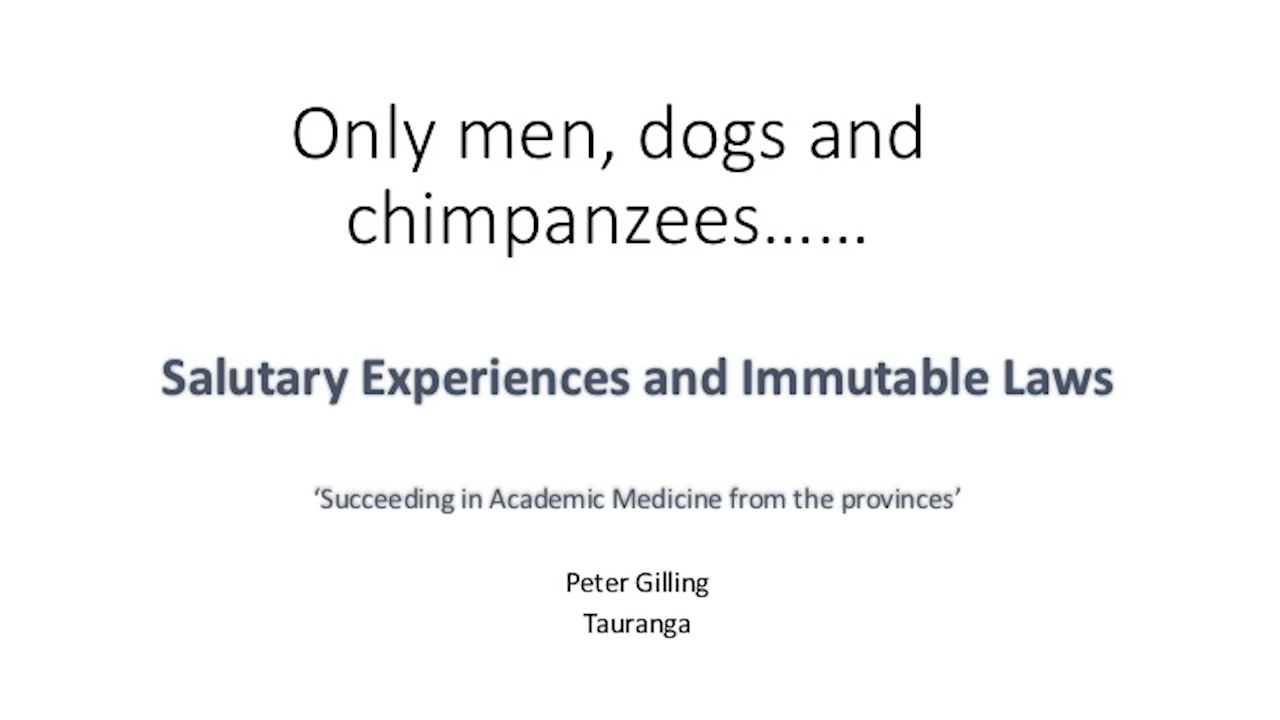 Only men, dogs and
chimpanzees……
Salutary Experiences and Immutable Laws
‘Succeeding in Academic Medicine from the provinces’
Peter Gilling
Tauranga